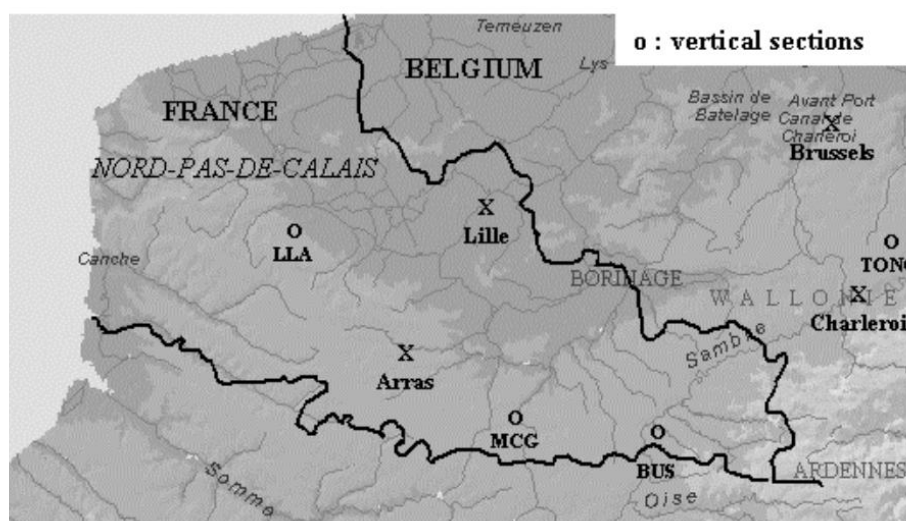 Terneuzen
o : vertical sections
BELGIUM
Lys
FRANCE
Bassin de
Batelage
Avant Port
Canal de
Charleroi
X
Brussels
NORD-PAS-DE-CALAIS
X
Lille
o
LLA
Canche
o
TONG
BORINAGE
WALLONIE
X
Charleroi
Sambre
X
Arras
o
MCG
o
BUS
ARDENNES
Somme
Oise